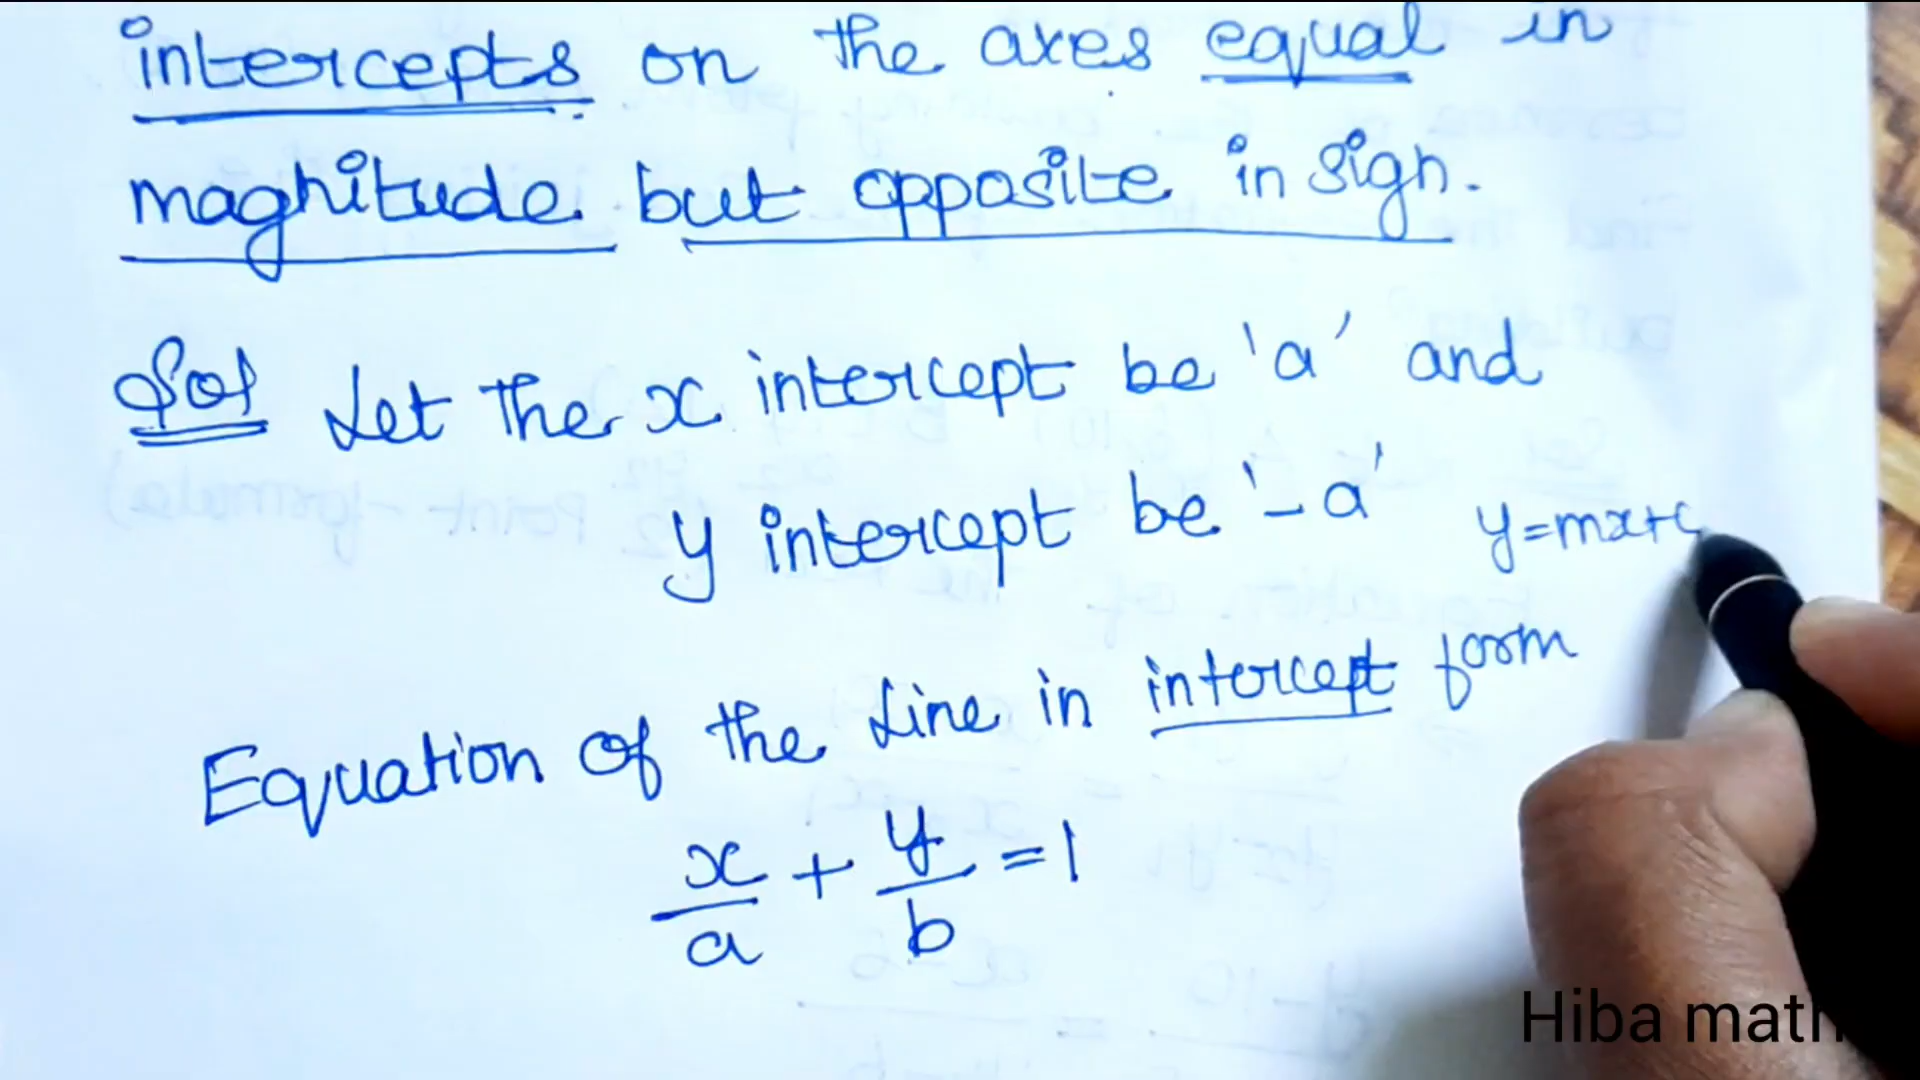 intercepts on the axes equal in
magnitude but opposite in sign.
Sol Let the x intercept be 'a' and
y intercept be '-a'
y=mx+c
Equation of the Line in intercept form
x/a + y/b = 1
Hiba math